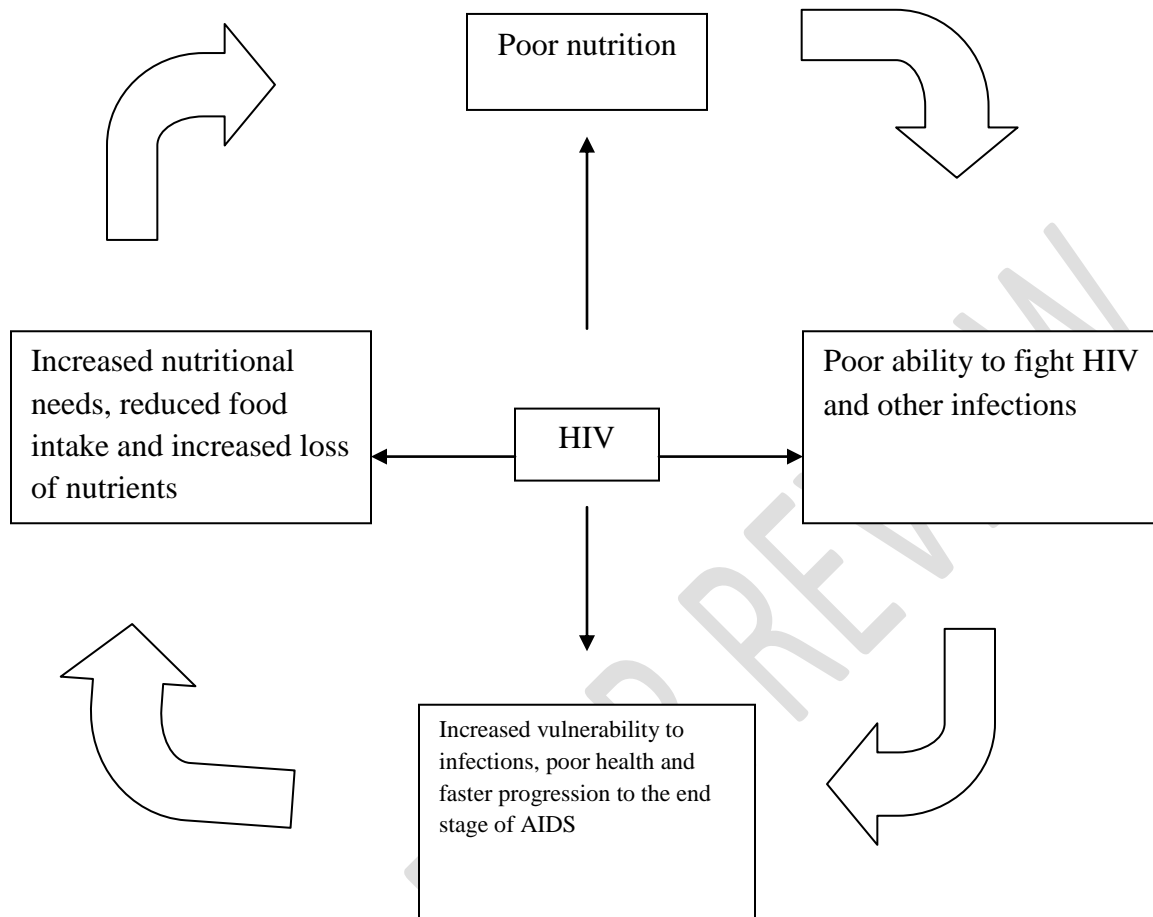 Poor nutrition
Increased nutritional
needs, reduced food
intake and increased loss
of nutrients
HIV
Poor ability to fight HIV
and other infections
Increased vulnerability to
infections, poor health and
faster progression to the end
stage of AIDS
REVIEW